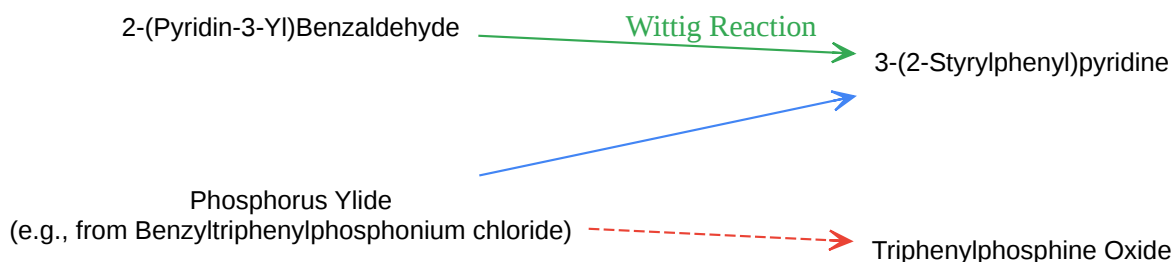 2-(Pyridin-3-Yl)Benzaldehyde
Wittig Reaction
3-(2-Styrylphenyl)pyridine
Phosphorus Ylide
(e.g., from Benzyltriphenylphosphonium chloride)
Triphenylphosphine Oxide